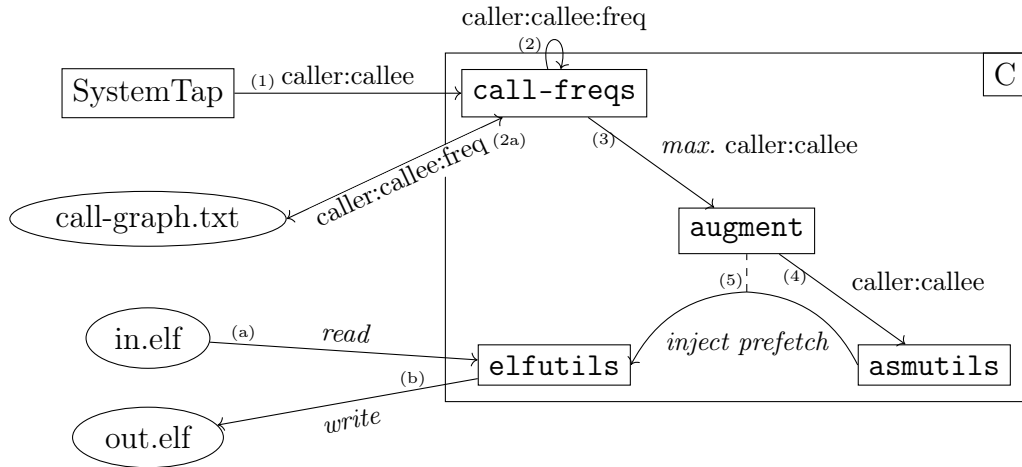 caller:callee:freq
(2)
(1) caller:callee
C
SystemTap
call-freqs
(2a)
(3)
max. caller:callee
caller:callee:freq
call-graph.txt
augment
(5)
(4)
caller:callee
in.elf
(a)
read
inject prefetch
elfutils
asmutils
(b)
write
out.elf